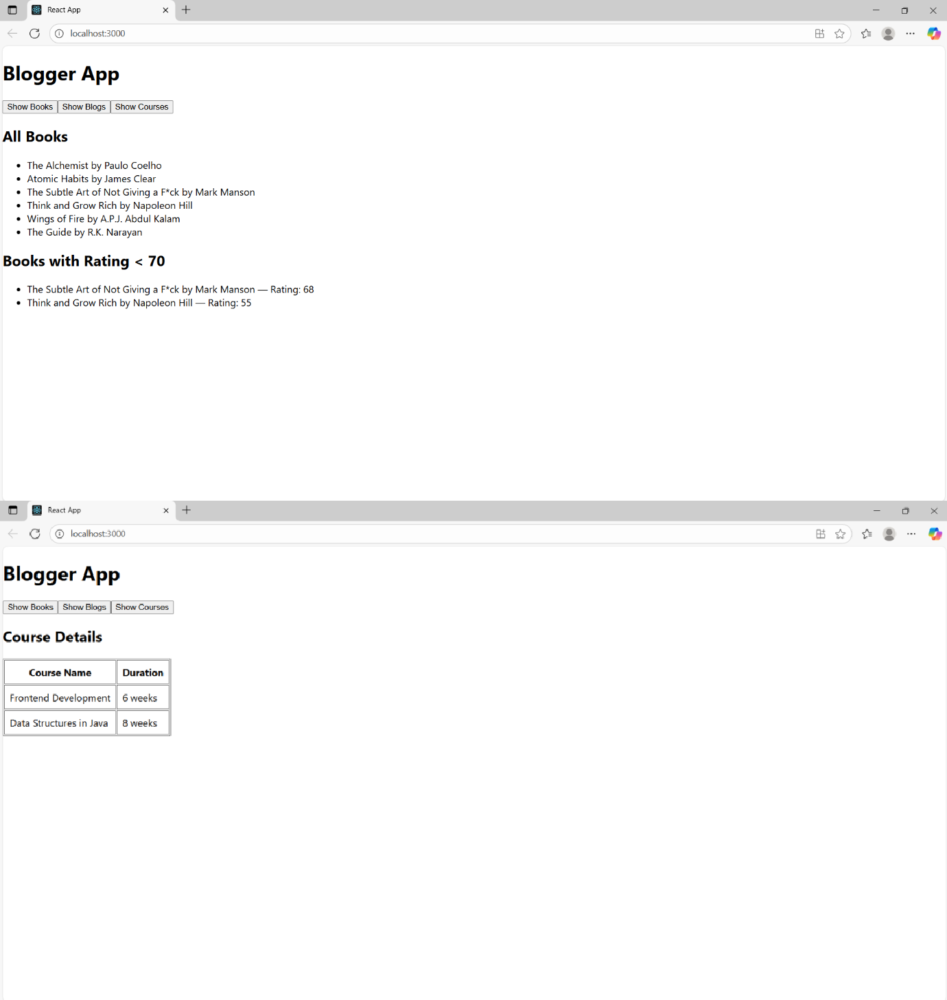 React App
localhost:3000
Blogger App
Show Books Show Blogs Show Courses
All Books
The Alchemist by Paulo Coelho
Atomic Habits by James Clear
The Subtle Art of Not Giving a F*ck by Mark Manson
Think and Grow Rich by Napoleon Hill
Wings of Fire by A.P.J. Abdul Kalam
The Guide by R.K. Narayan
Books with Rating < 70
The Subtle Art of Not Giving a F*ck by Mark Manson — Rating: 68
Think and Grow Rich by Napoleon Hill — Rating: 55
React App
localhost:3000
Blogger App
Show Books Show Blogs Show Courses
Course Details
Course Name Duration
Frontend Development 6 weeks
Data Structures in Java 8 weeks